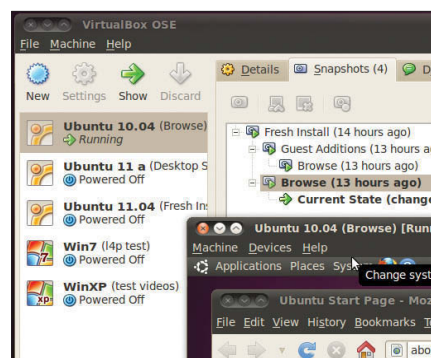 VirtualBox OSE
File Machine Help
New Settings Show Discard
Details Snapshots (4) D
Ubuntu 10.04 (Browse)
Running
Ubuntu 11 a (Desktop S
Powered Off
Ubuntu 11.04 (Fresh In
Powered Off
Win7 (l4p test)
Powered Off
WinXP (test videos)
Powered Off
Fresh Install (14 hours ago)
Guest Additions (13 hours a
Browse (13 hours ago)
Browse (13 hours ago)
Current State (change
Ubuntu 10.04 (Browse) [Run
Machine Devices Help
Applications Places Sys
Change syst
Ubuntu Start Page - Moz
File Edit View History Bookmarks T
abo